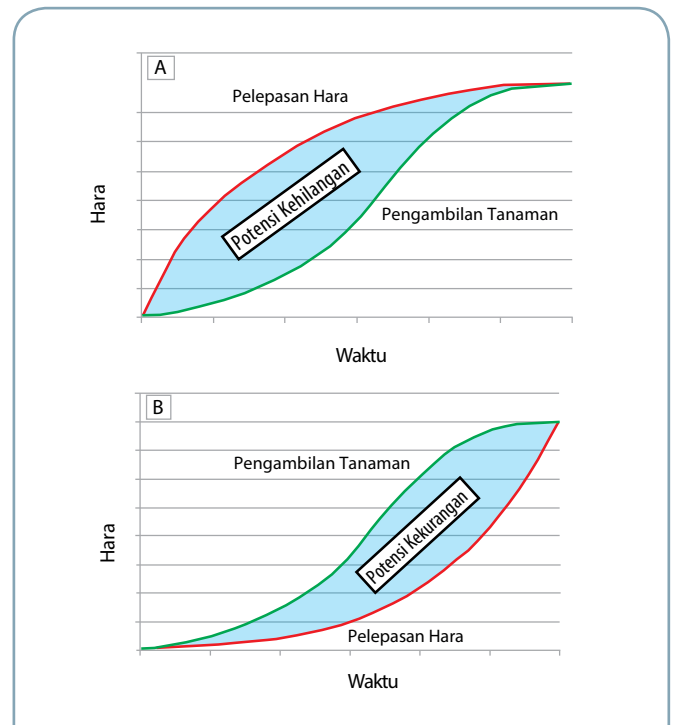 A
Pelepasan Hara
Potensi Kehilangan
Pengambilan Tanaman
Hara
Waktu
B
Pengambilan Tanaman
Potensi Kekurangan
Pelepasan Hara
Hara
Waktu